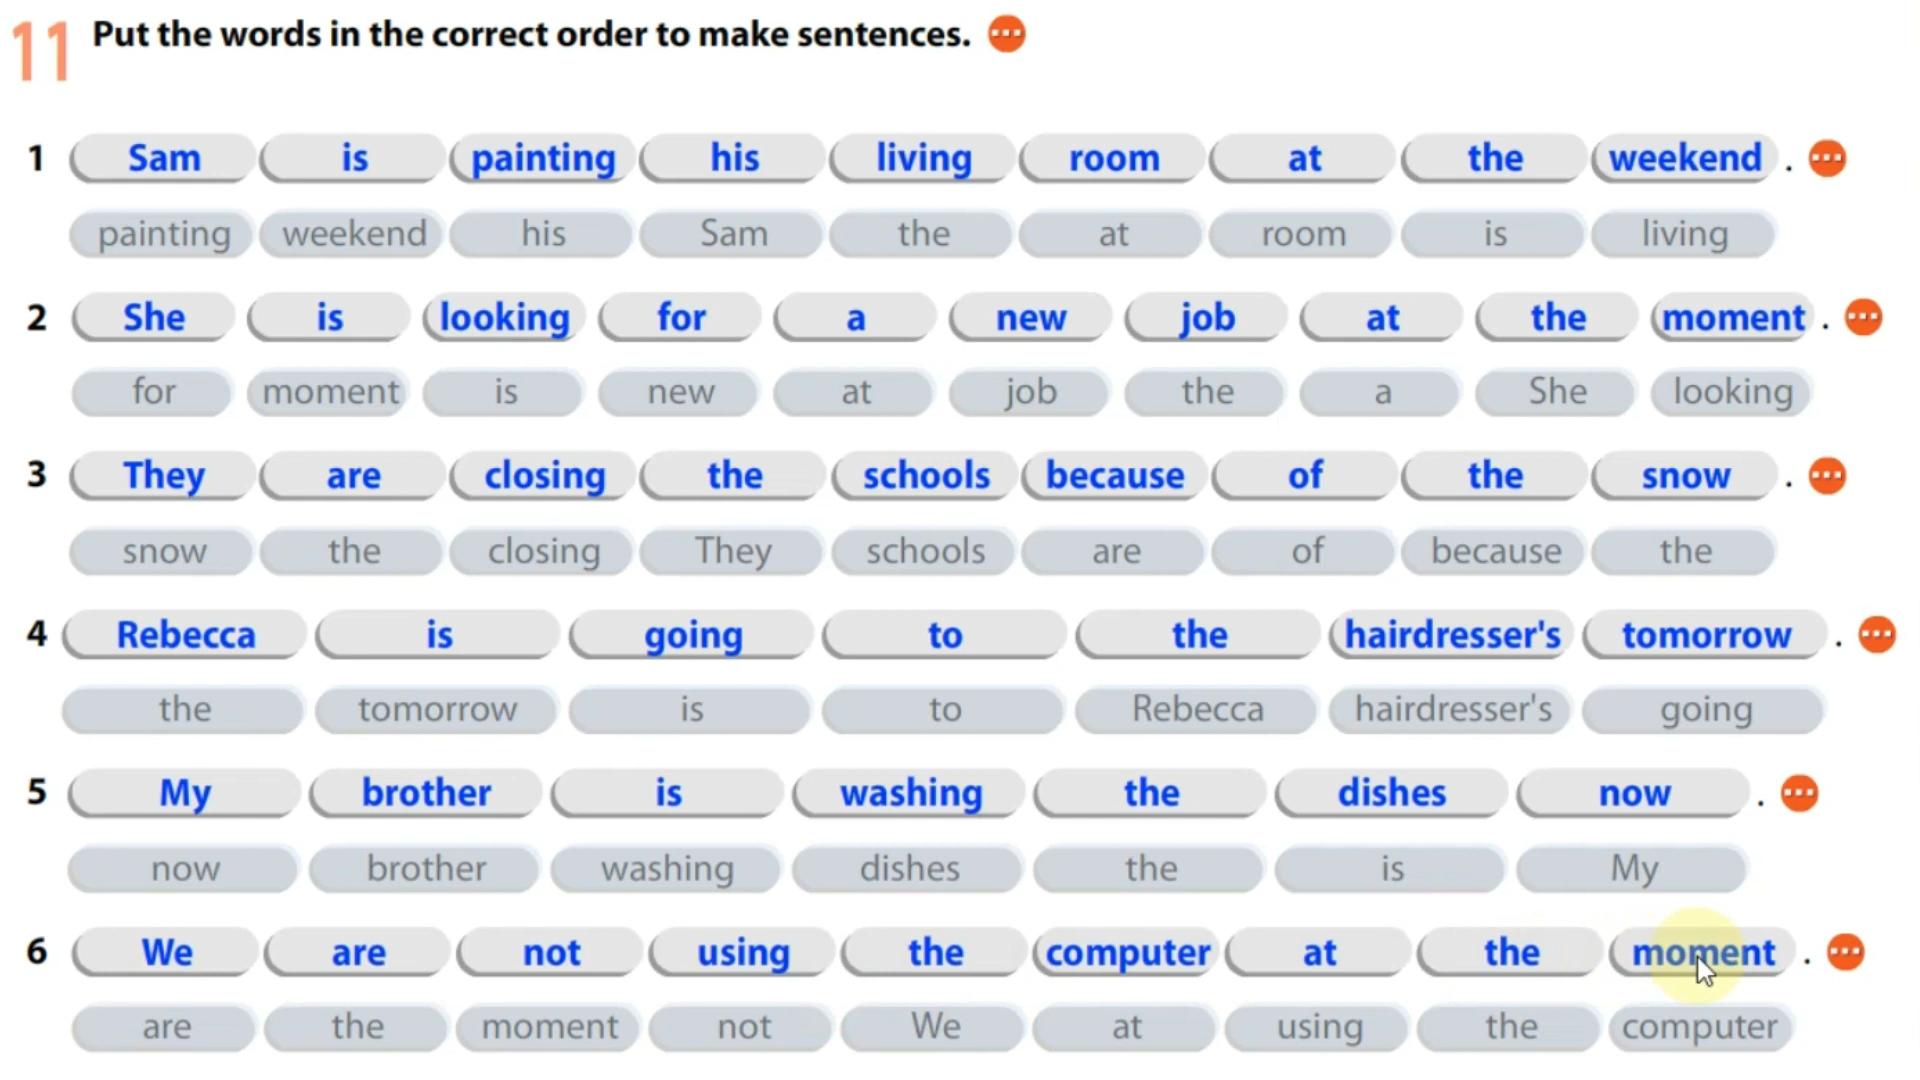 11 Put the words in the correct order to make sentences.
1 Sam is painting his living room at the weekend .
painting weekend his Sam the at room is living
2 She is looking for a new job at the moment .
for moment is new at job the a She looking
3 They are closing the schools because of the snow .
snow the closing They schools are of because the
4 Rebecca is going to the hairdresser's tomorrow .
the tomorrow is to Rebecca hairdresser's going
5 My brother is washing the dishes now .
now brother washing dishes the is My
6 We are not using the computer at the moment .
are the moment not We at using the computer